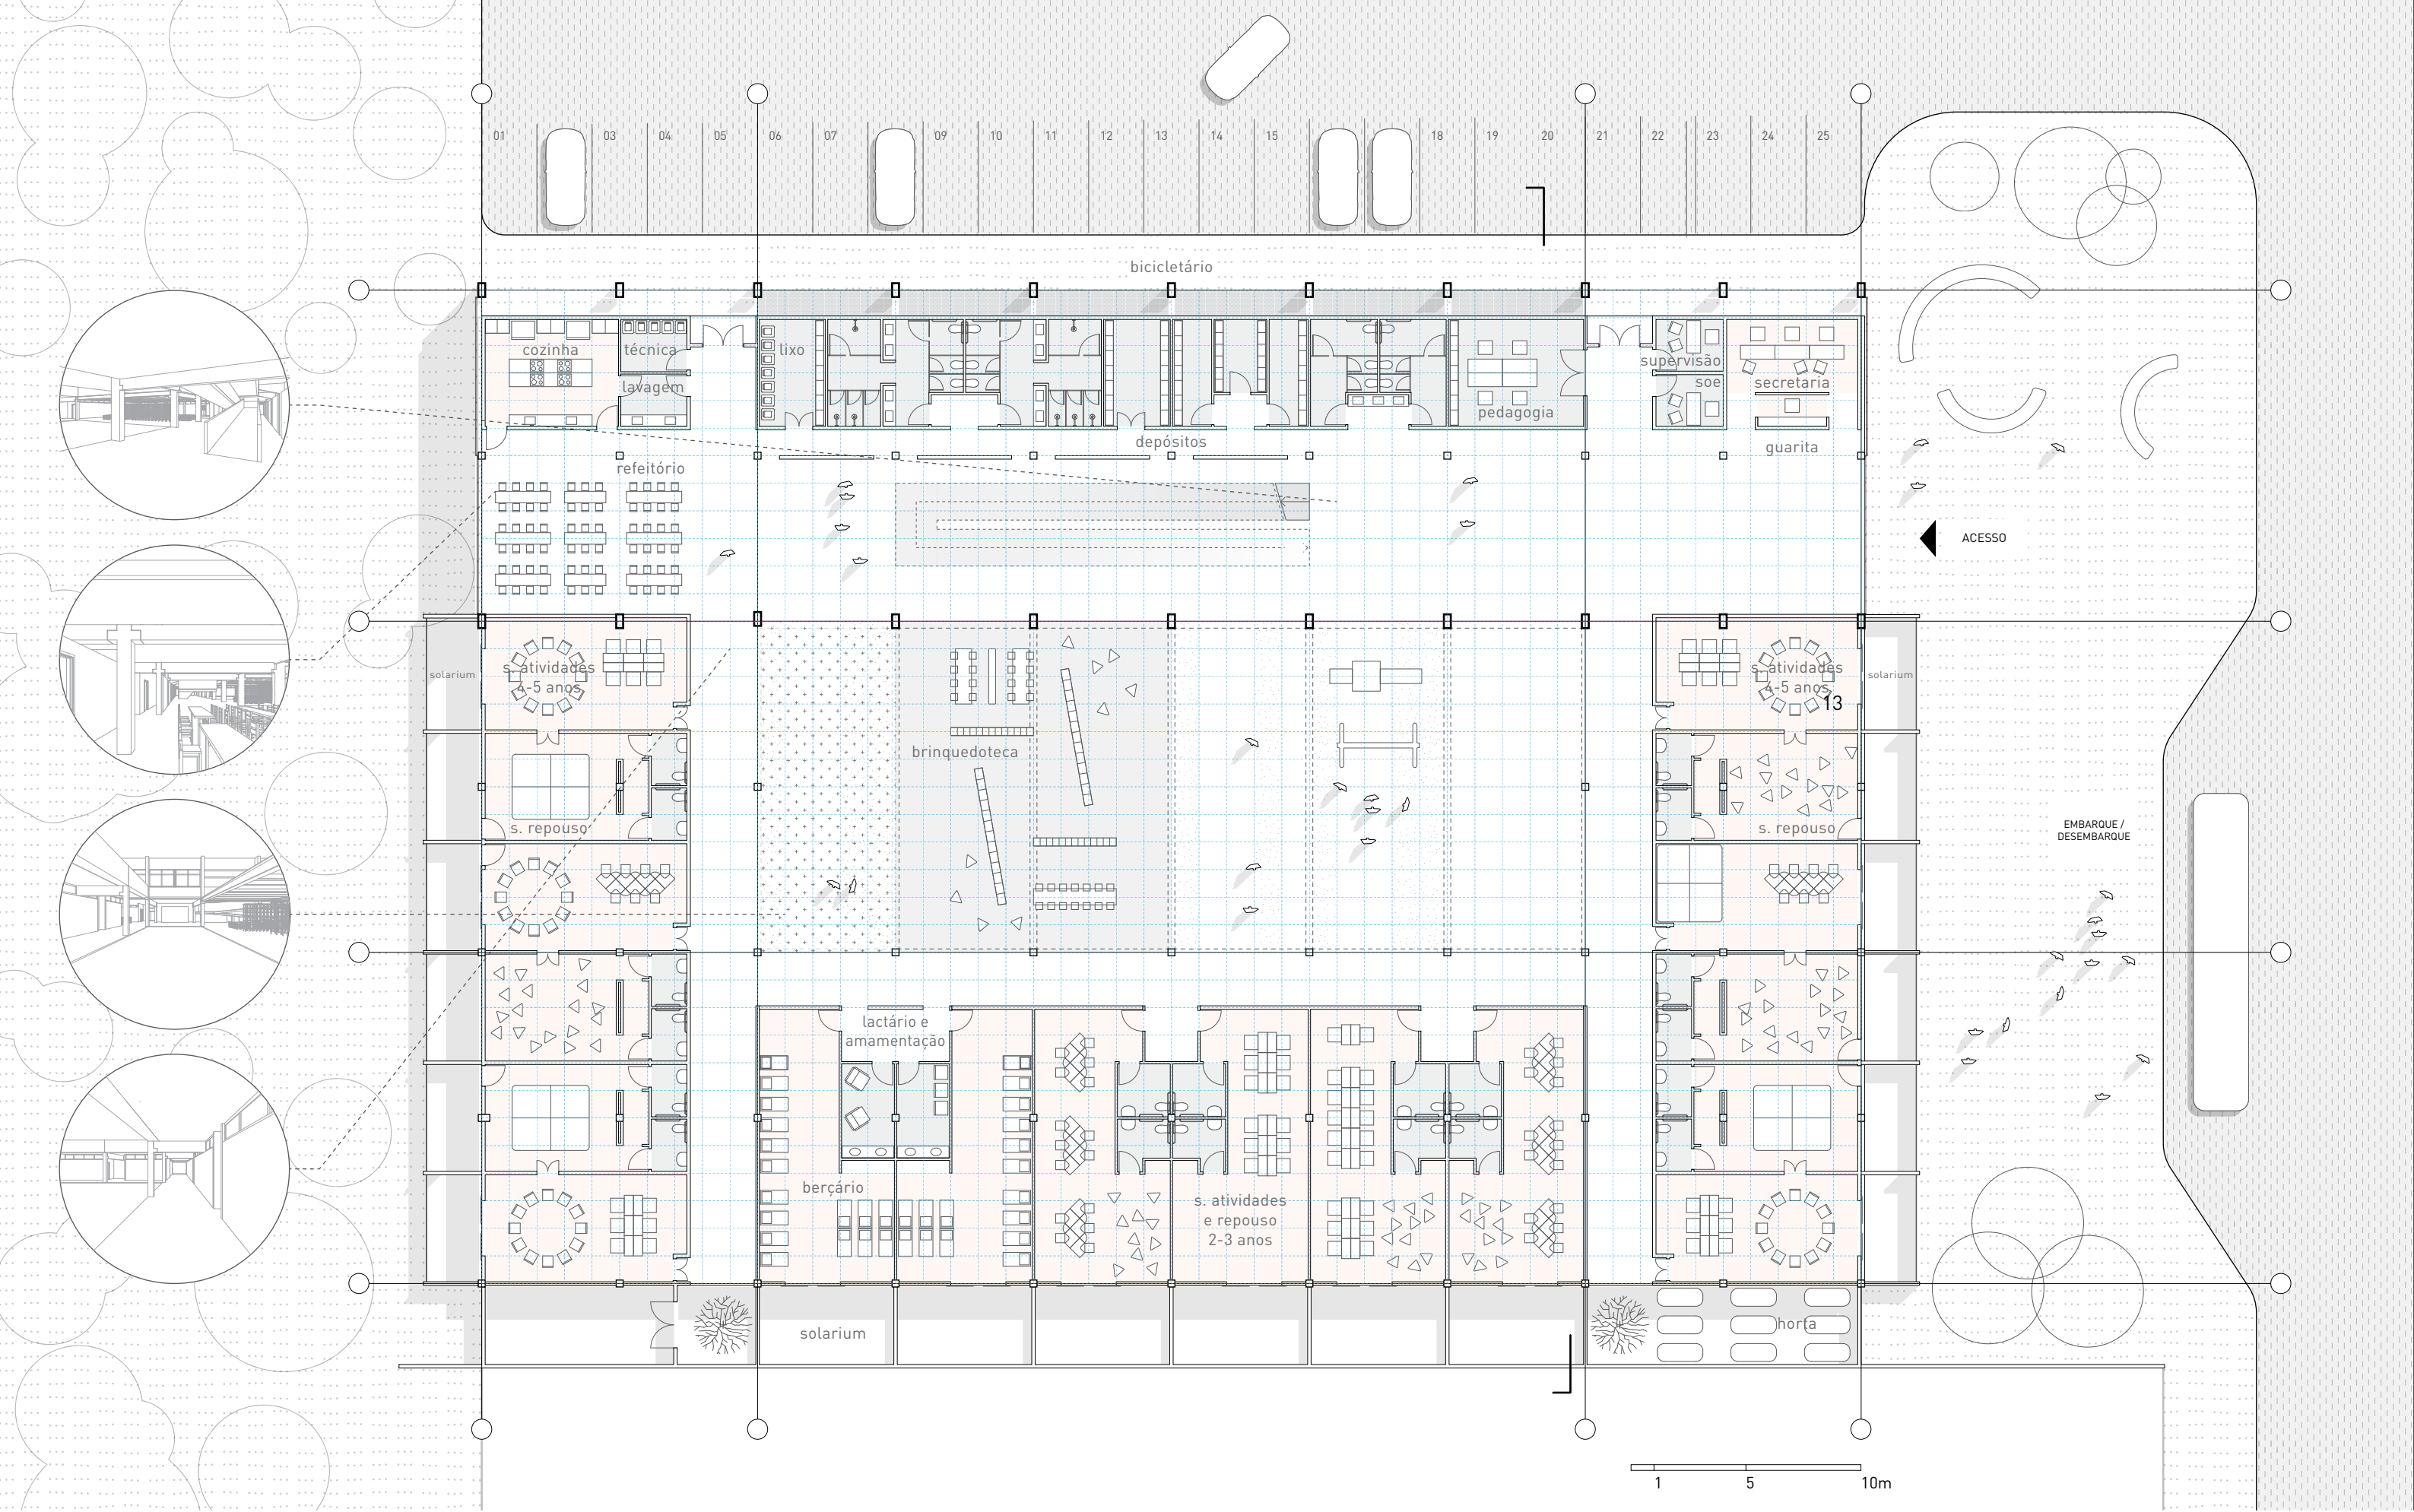 01 03 04 05 06 07 09 10 11 12 13 14 15 18 19 20 21 22 23 24 25
bicicletário
cozinha
técnica
lavagem
lixo
depósitos
pedagogia
supervisão
soe
secretaria
guarita
refeitório
ACESSO
solarium
s. atividades
4-5 anos
s. atividades
4-5 anos
13
solarium
brinquedoteca
s. repouso
s. repouso
EMBARQUE /
DESEMBARQUE
lactário e
amamentação
berçário
s. atividades
e repouso
2-3 anos
solarium
horta
1 5 10m